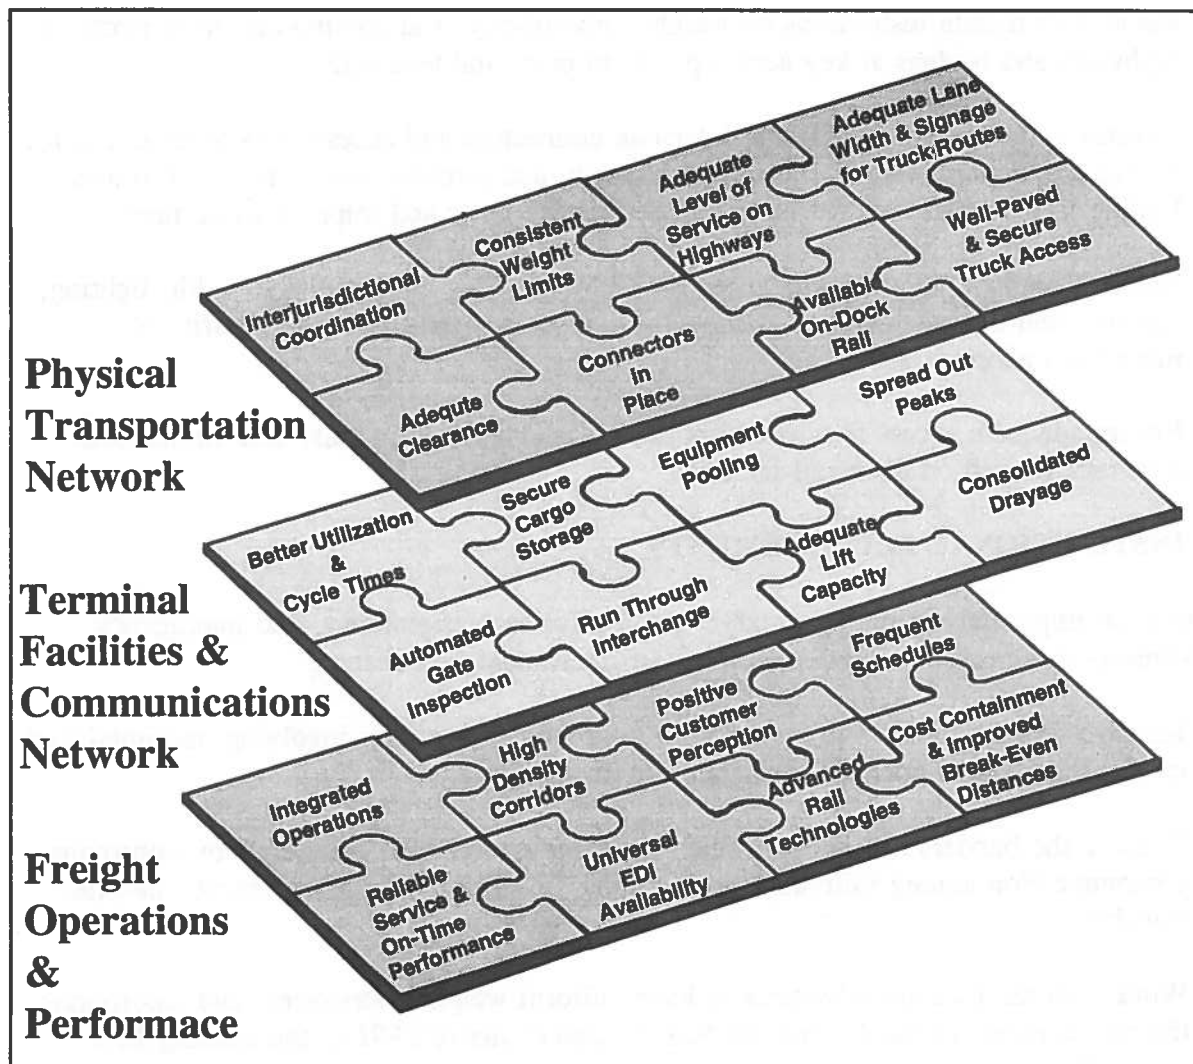 Adequate Lane
Width & Signage
for Truck Routes
Adequate
Level of
Service on
Highways
Consistent
Weight
Limits
Interjurisdictional
Coordination
Well-Paved
& Secure
Truck Access
Available
On-Dock
Rail
Connectors
in
Place
Adequte
Clearance
Physical
Transportation
Network
Spread Out
Peaks
Equipment
Pooling
Secure
Cargo
Storage
Better Utilization
&
Cycle Times
Consolidated
Drayage
Adequate
Lift
Capacity
Run Through
Interchange
Automated
Gate
Inspection
Terminal
Facilities &
Communications
Network
Frequent
Schedules
Positive
Customer
Perception
High
Density
Corridors
Integrated
Operations
Cost Containment
& Improved
Break-Even
Distances
Advanced
Rail
Technologies
Universal
EDI
Availability
Reliable
Service &
On-Time
Performance
Freight
Operations
&
Performace